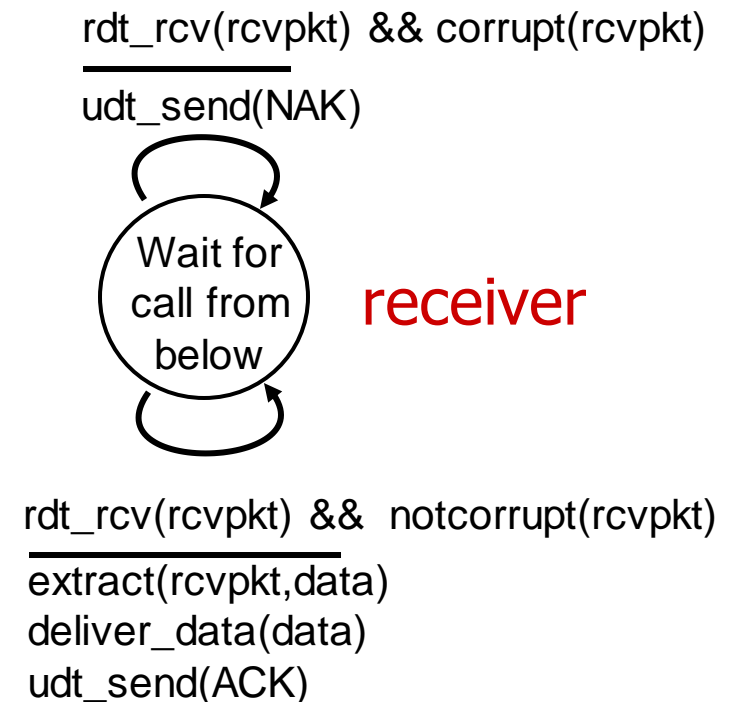 rdt_rcv(rcvpkt) && corrupt(rcvpkt)
udt_send(NAK)
Wait for
call from
below
receiver
rdt_rcv(rcvpkt) && notcorrupt(rcvpkt)
extract(rcvpkt,data)
deliver_data(data)
udt_send(ACK)